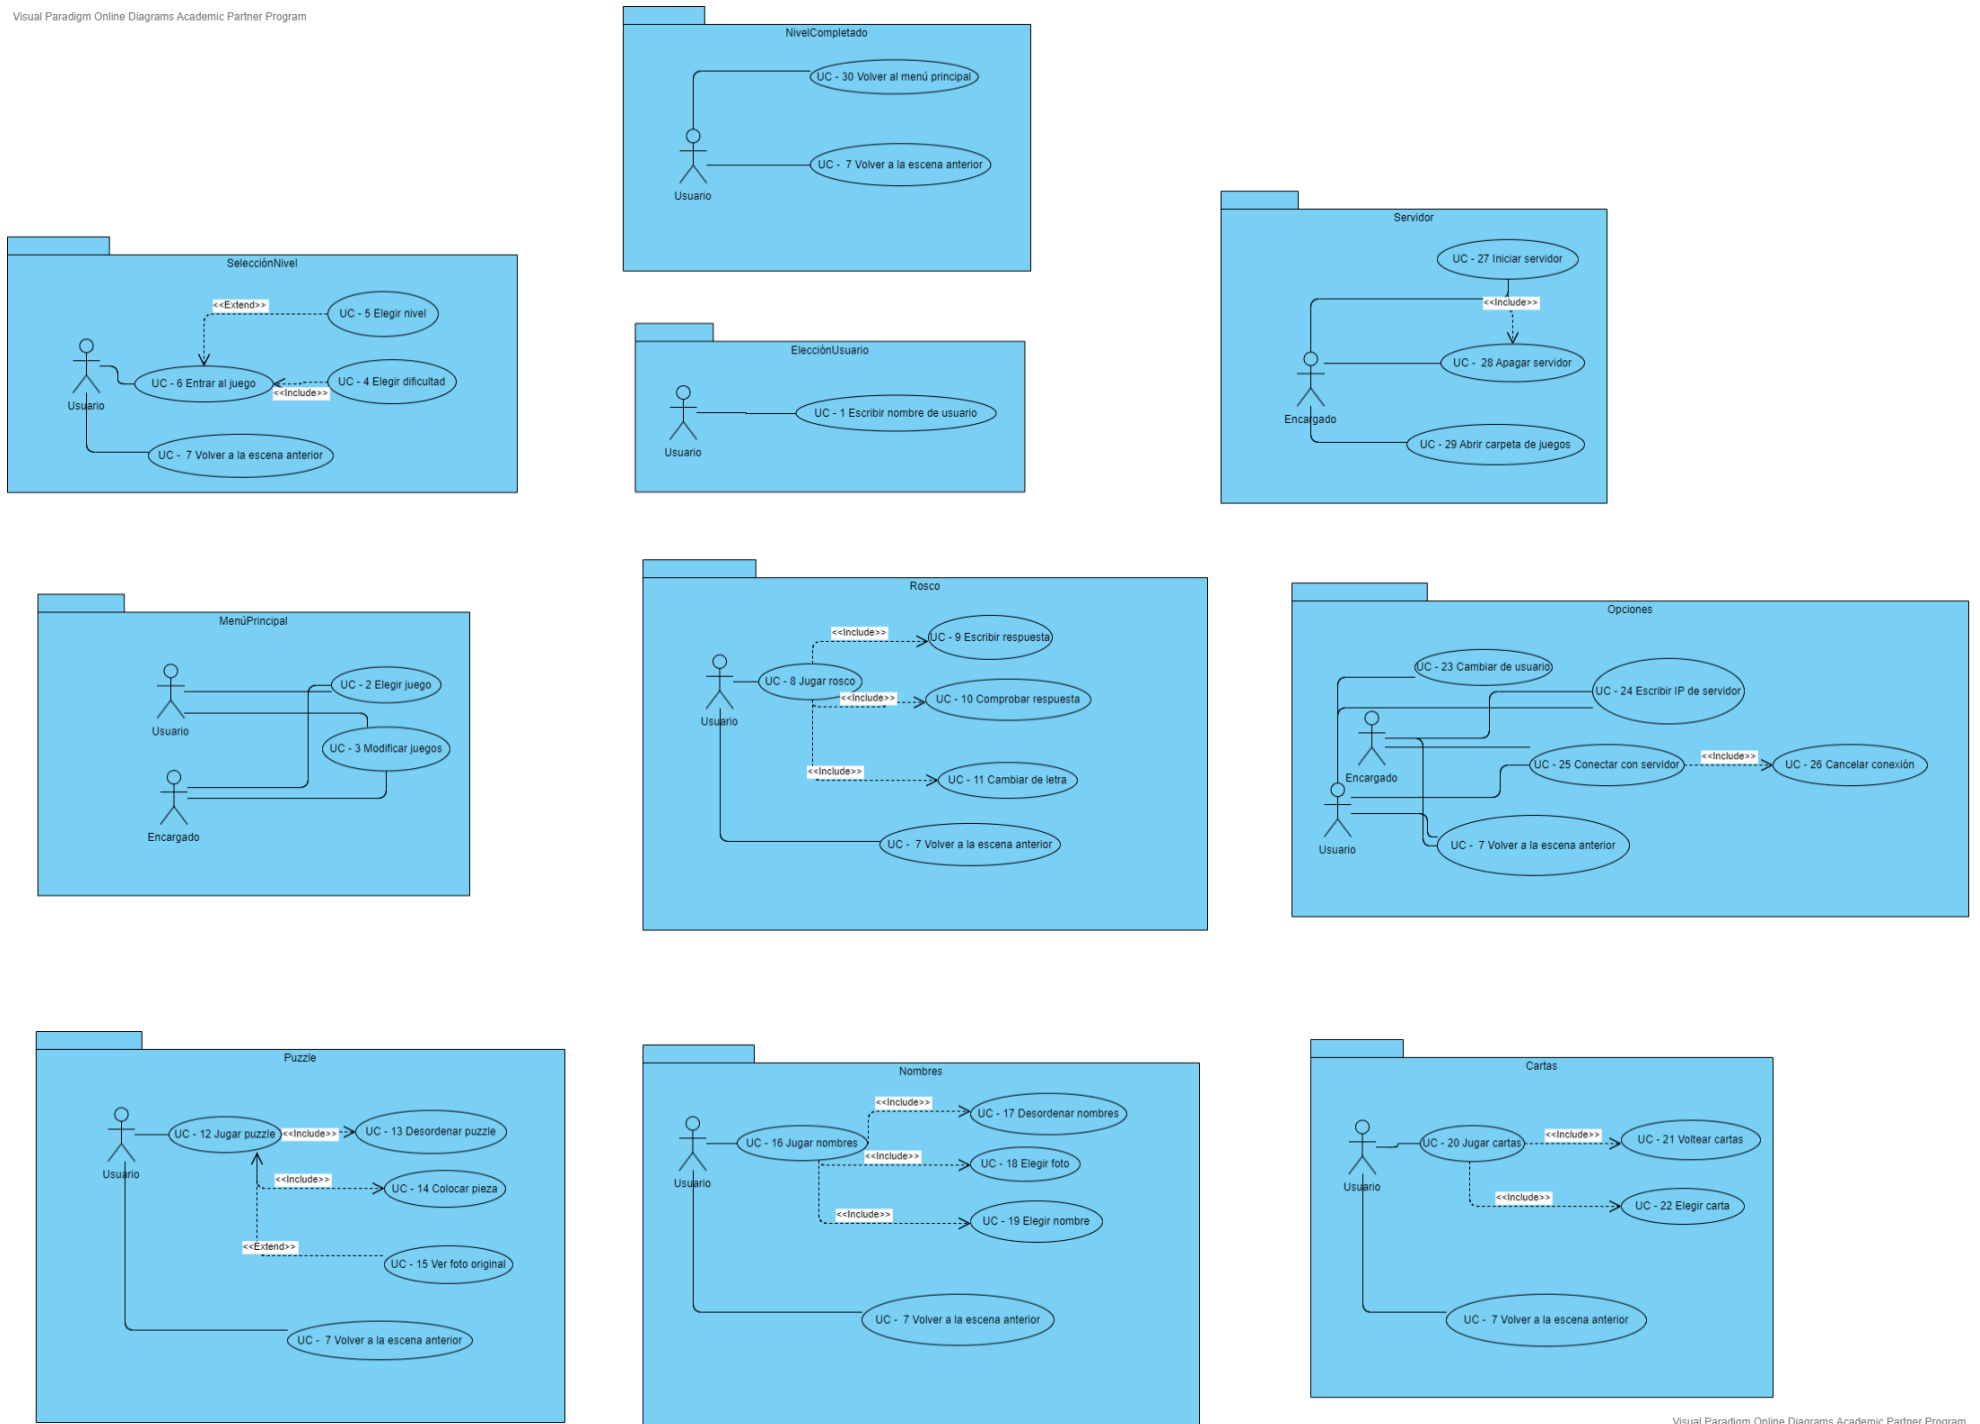 Visual Paradigm Online Diagrams Academic Partner Program
NivelCompletado
UC - 30 Volver al menú principal
UC -  7 Volver a la escena anterior
Usuario
Servidor
UC - 27 Iniciar servidor
<<Include>>
UC -  28 Apagar servidor
Encargado
UC - 29 Abrir carpeta de juegos
SelecciónNivel
<<Extend>>
UC - 5 Elegir nivel
UC - 6 Entrar al juego
UC - 4 Elegir dificultad
<<Include>>
Usuario
UC -  7 Volver a la escena anterior
ElecciónUsuario
UC - 1 Escribir nombre de usuario
Usuario
MenúPrincipal
UC - 2 Elegir juego
Usuario
UC - 3 Modificar juegos
Encargado
Rosco
<<Include>>
UC - 9 Escribir respuesta
UC - 8 Jugar rosco
<<Include>>
UC - 10 Comprobar respuesta
Usuario
<<Include>>
UC - 11 Cambiar de letra
UC -  7 Volver a la escena anterior
Opciones
UC - 23 Cambiar de usuario
UC - 24 Escribir IP de servidor
Encargado
UC - 25 Conectar con servidor
<<Include>>
UC - 26 Cancelar conexión
Usuario
UC -  7 Volver a la escena anterior
Puzzle
UC - 12 Jugar puzzle
<<Include>>
UC - 13 Desordenar puzzle
Usuario
<<Include>>
UC - 14 Colocar pieza
<<Extend>>
UC - 15 Ver foto original
UC -  7 Volver a la escena anterior
Nombres
<<Include>>
UC - 17 Desordenar nombres
UC - 16 Jugar nombres
<<Include>>
UC - 18 Elegir foto
Usuario
<<Include>>
UC - 19 Elegir nombre
UC -  7 Volver a la escena anterior
Cartas
UC - 20 Jugar cartas
<<Include>>
UC - 21 Voltear cartas
Usuario
<<Include>>
UC - 22 Elegir carta
UC -  7 Volver a la escena anterior
Visual Paradigm Online Diagrams Academic Partner Program